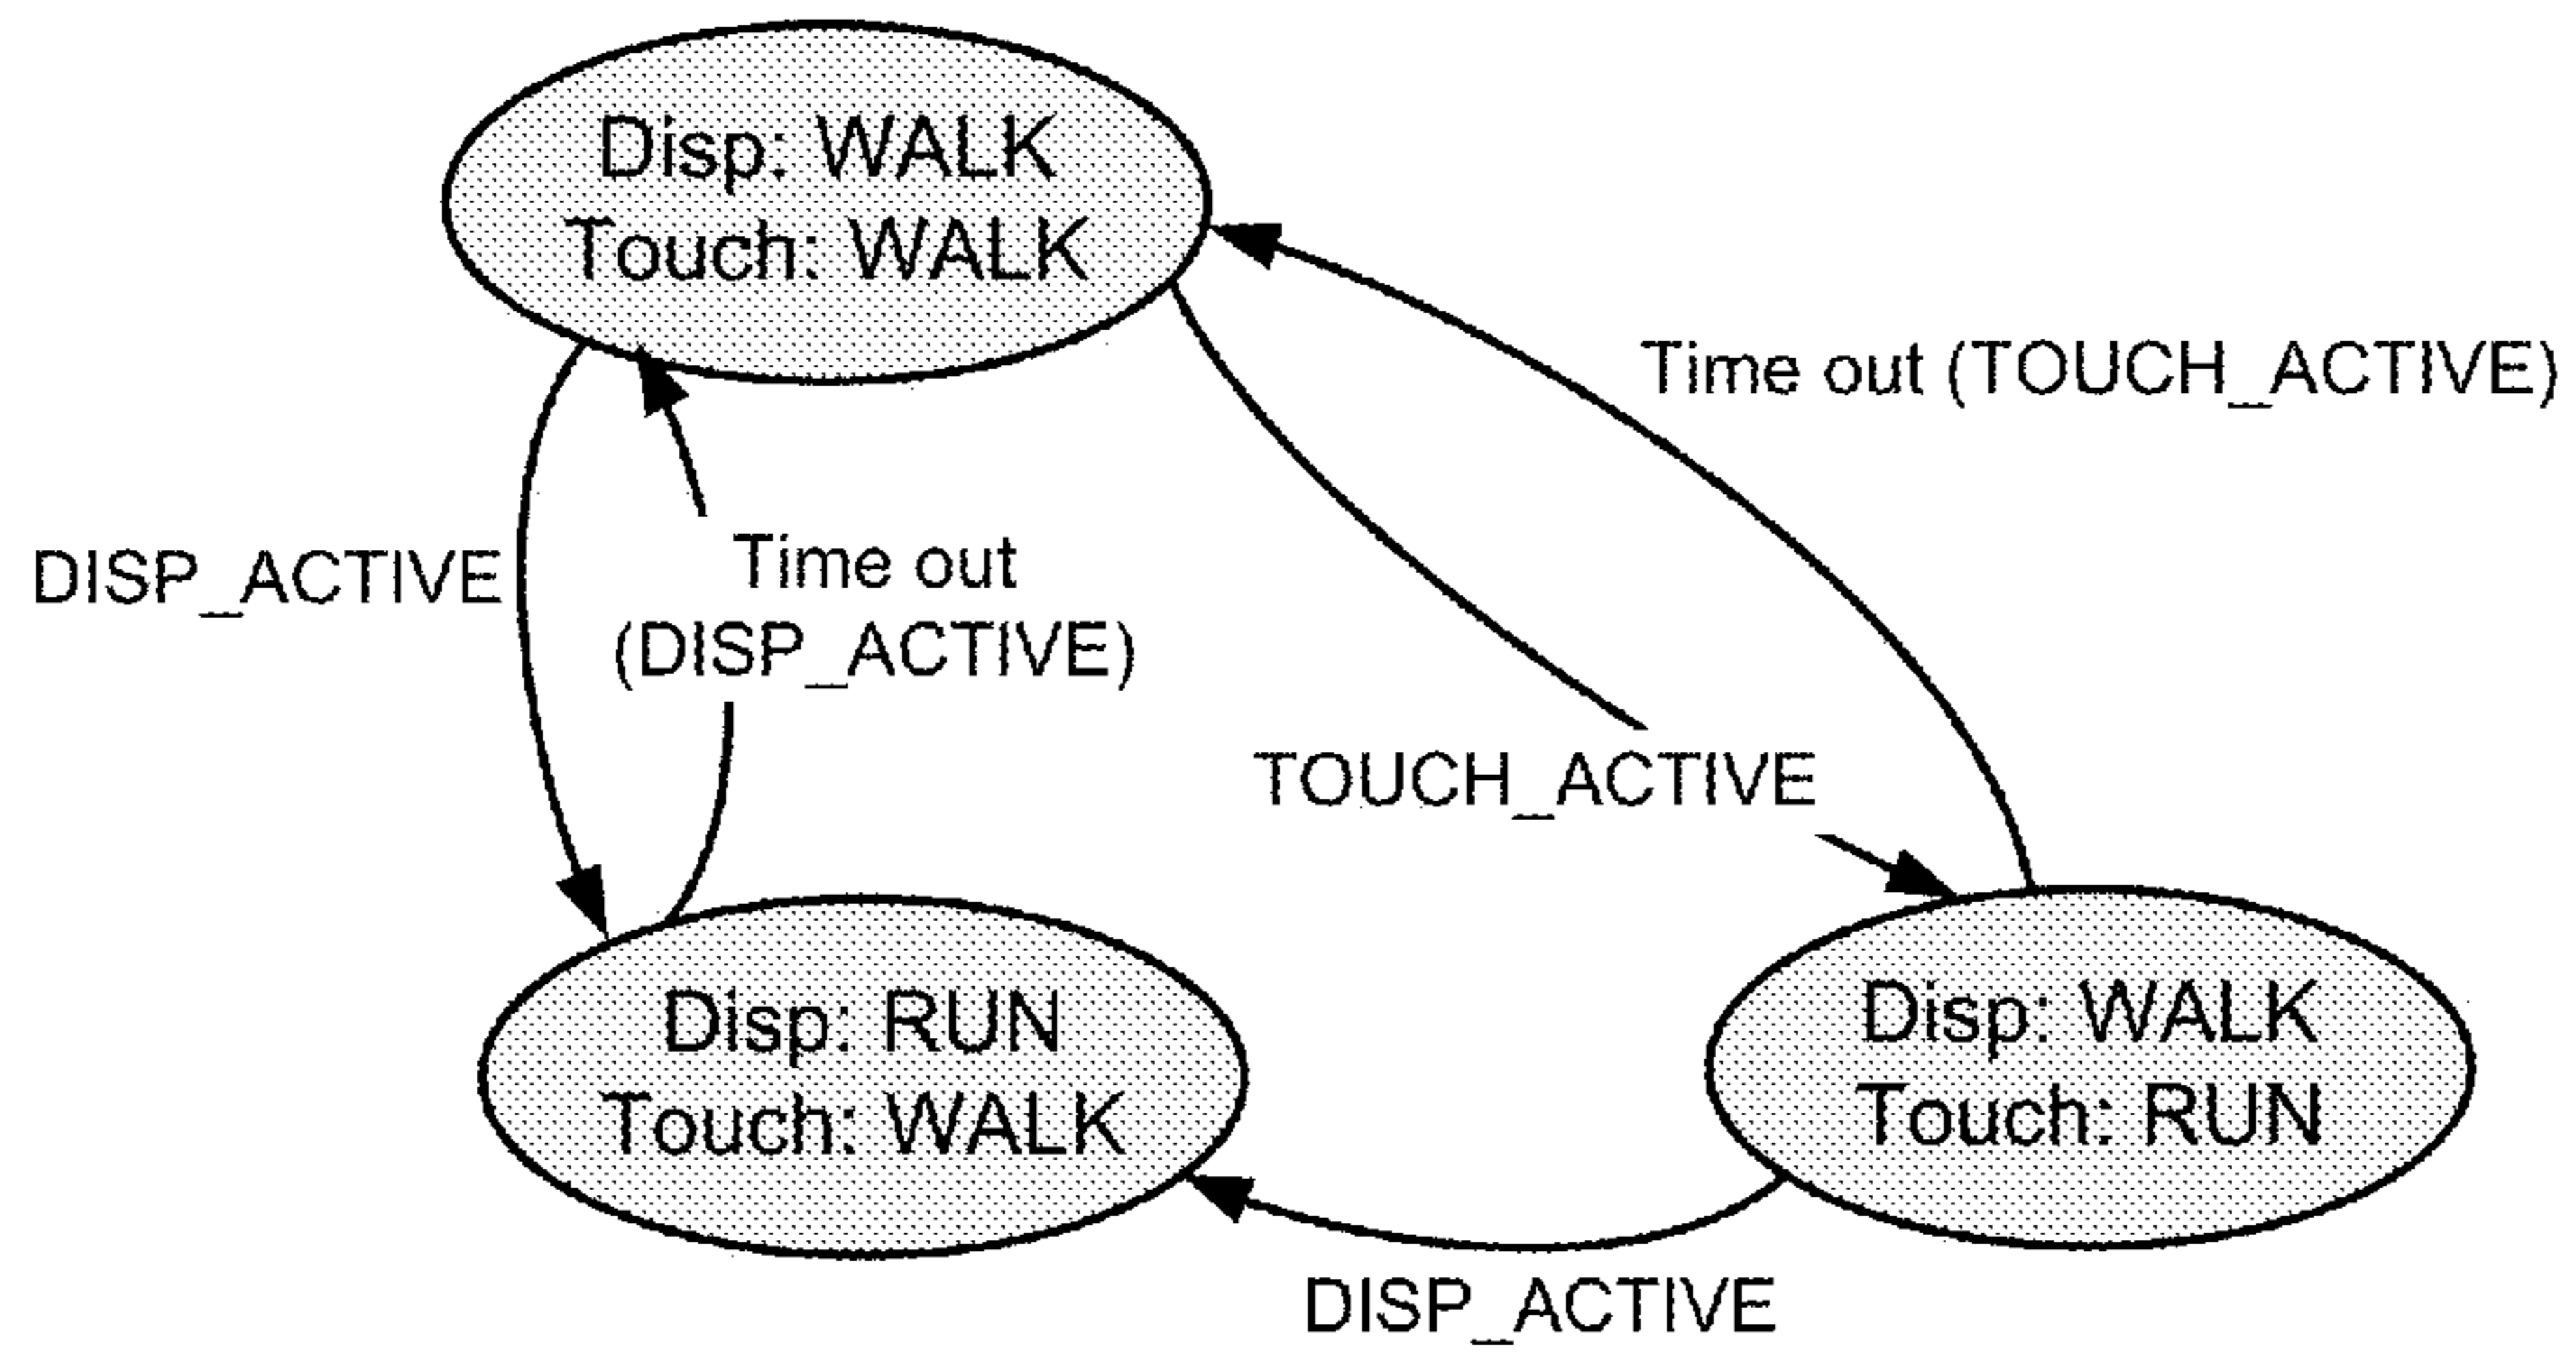 Disp: WALK
Touch: WALK
Time out (TOUCH_ACTIVE)
DISP_ACTIVE
Time out
(DISP_ACTIVE)
TOUCH_ACTIVE
Disp: RUN
Touch: WALK
Disp: WALK
Touch: RUN
DISP_ACTIVE